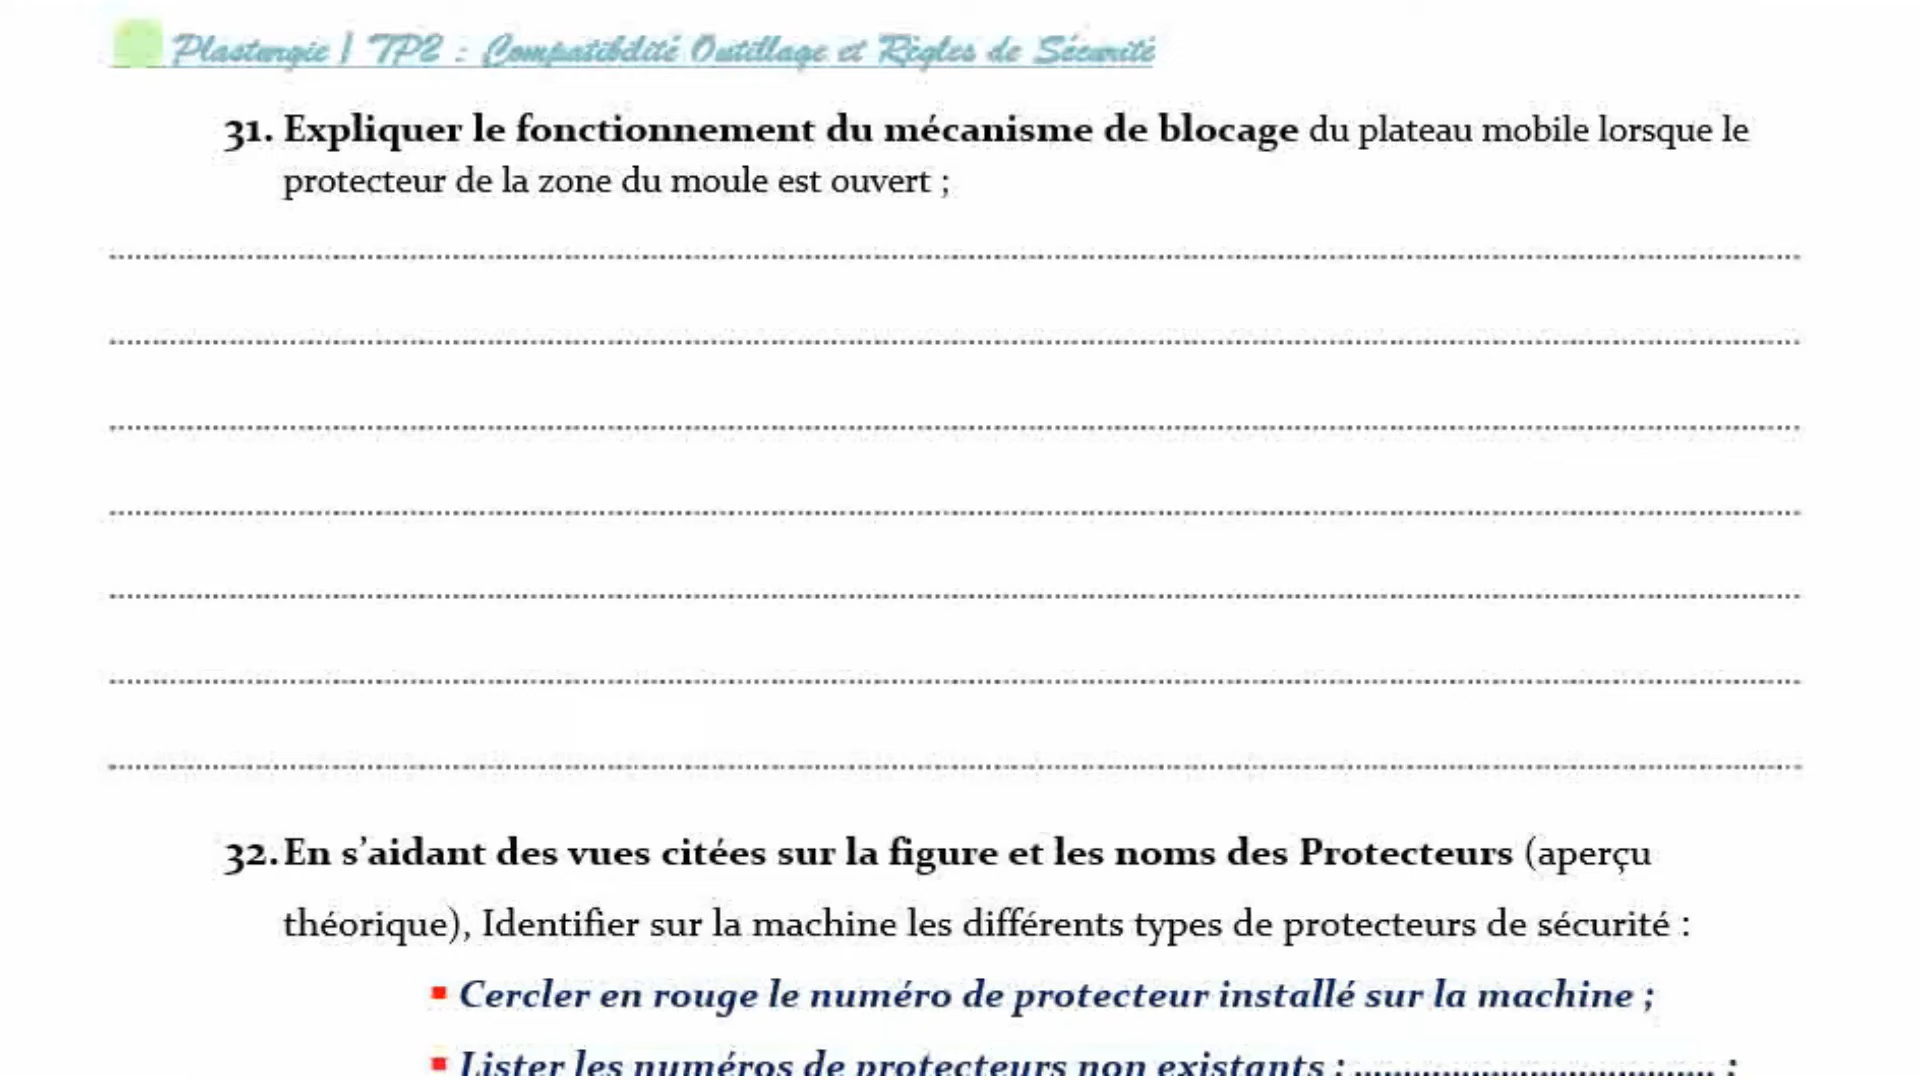 Plasturgie | TP2 : Compatibilité Outillage et Règles de Sécurité
31. Expliquer le fonctionnement du mécanisme de blocage du plateau mobile lorsque le
protecteur de la zone du moule est ouvert ;
32. En s'aidant des vues citées sur la figure et les noms des Protecteurs (aperçu
théorique), Identifier sur la machine les différents types de protecteurs de sécurité :
▪ Cercler en rouge le numéro de protecteur installé sur la machine ;
▪ Lister les numéros de protecteurs non existants : .................................... ;